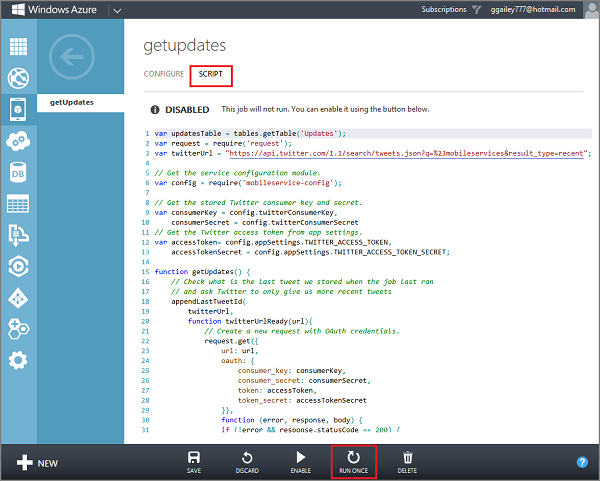 Windows Azure
Subscriptions ggailey777@hotmail.com
getupdates
CONFIGURE SCRIPT
getUpdates
DISABLED This job will not run. You can enable it using the button below.
1 var updatesTable = tables.getTable('Updates');
2 var request = require('request');
3 var twitterUrl = "https://api.twitter.com/1.1/search/tweets.json?q=%23mobileservices&result_type=recent";
4
5 // Get the service configuration module.
6 var config = require('mobileservice-config');
7
8 // Get the stored Twitter consumer key and secret.
9 var consumerKey = config.twitterConsumerKey,
10 consumerSecret = config.twitterConsumerSecret
11 // Get the Twitter access token from app settings.
12 var accessToken= config.appSettings.TWITTER_ACCESS_TOKEN,
13 accessTokenSecret = config.appSettings.TWITTER_ACCESS_TOKEN_SECRET;
14
15 function getUpdates() {
16 // Check what is the last tweet we stored when the job last ran
17 // and ask Twitter to only give us more recent tweets
18 appendLastTweetId(
19 twitterUrl,
20 function twitterUrlReady(url){
21 // Create a new request with OAuth credentials.
22 request.get({
23 url: url,
24 oauth: {
25 consumer_key: consumerKey,
26 consumer_secret: consumerSecret,
27 token: accessToken,
28 token_secret: accessTokenSecret
29 }},
30 function (error, response, body) {
31 if (!error && response.statusCode == 200) {
DB
NEW SAVE DISCARD ENABLE RUN ONCE DELETE ?